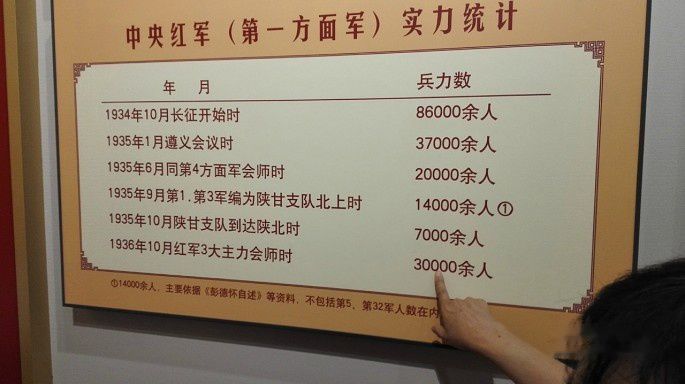 中央红军（第一方面军）实力统计
年 月 兵力数
1934年10月长征开始时 86000余人
1935年1月遵义会议时 37000余人
1935年6月同第4方面军会师时 20000余人
1935年9月第1.第3军编为陕甘支队北上时 14000余人①
1935年10月陕甘支队到达陕北时 7000余人
1936年10月红军3大主力会师时 30000余人
①14000余人，主要依据《彭德怀自述》等资料，不包括第5、第32军人数在内